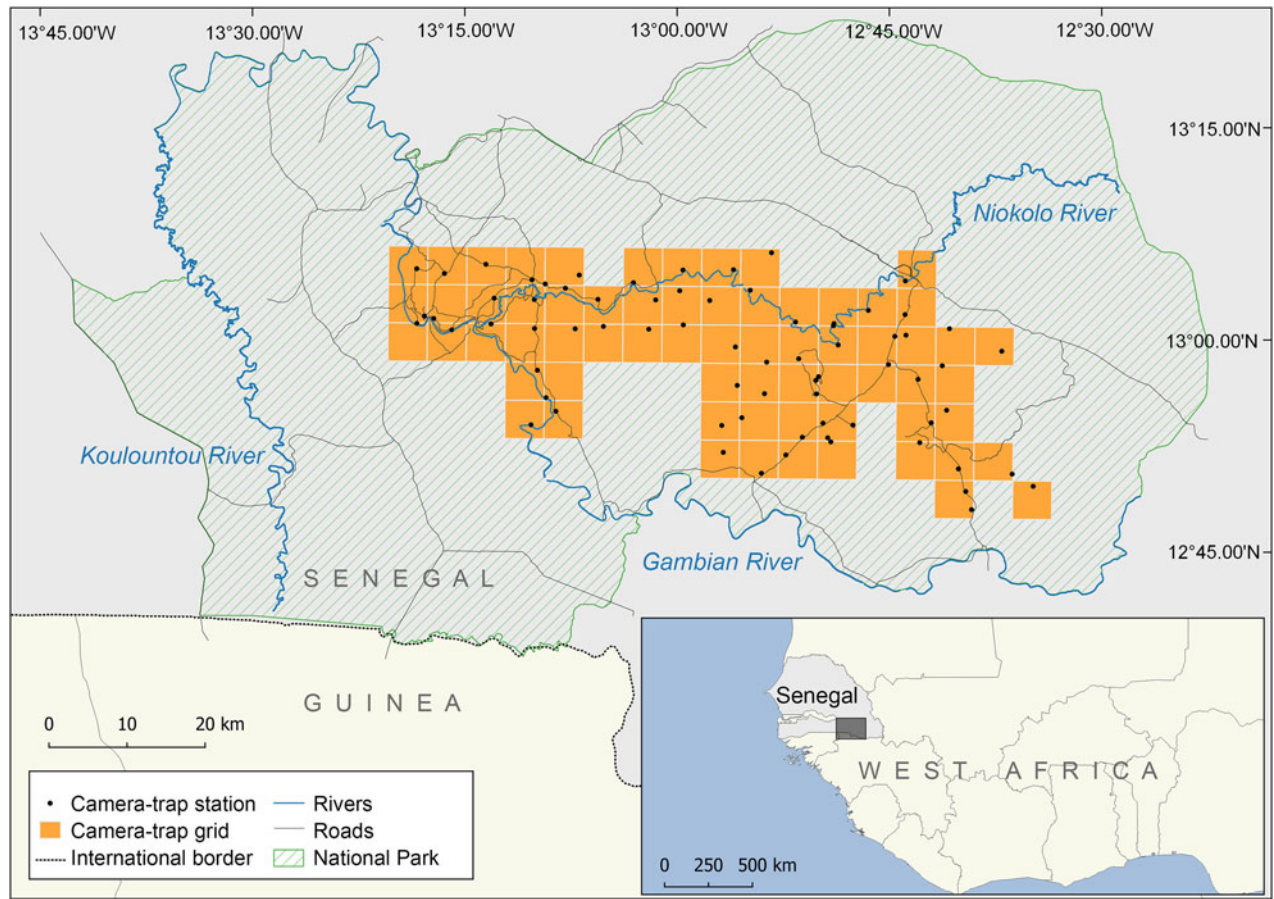 13°45.00'W 13°30.00'W 13°15.00'W 13°00.00'W 12°45.00'W 12°30.00'W
13°15.00'N
Niokolo River
13°00.00'N
Koulountou River
12°45.00'N
Gambian River
SENEGAL
GUINEA
0 10 20 km
Senegal
WEST AFRICA
0 250 500 km
Camera-trap station
Camera-trap grid
International border
Rivers
Roads
National Park